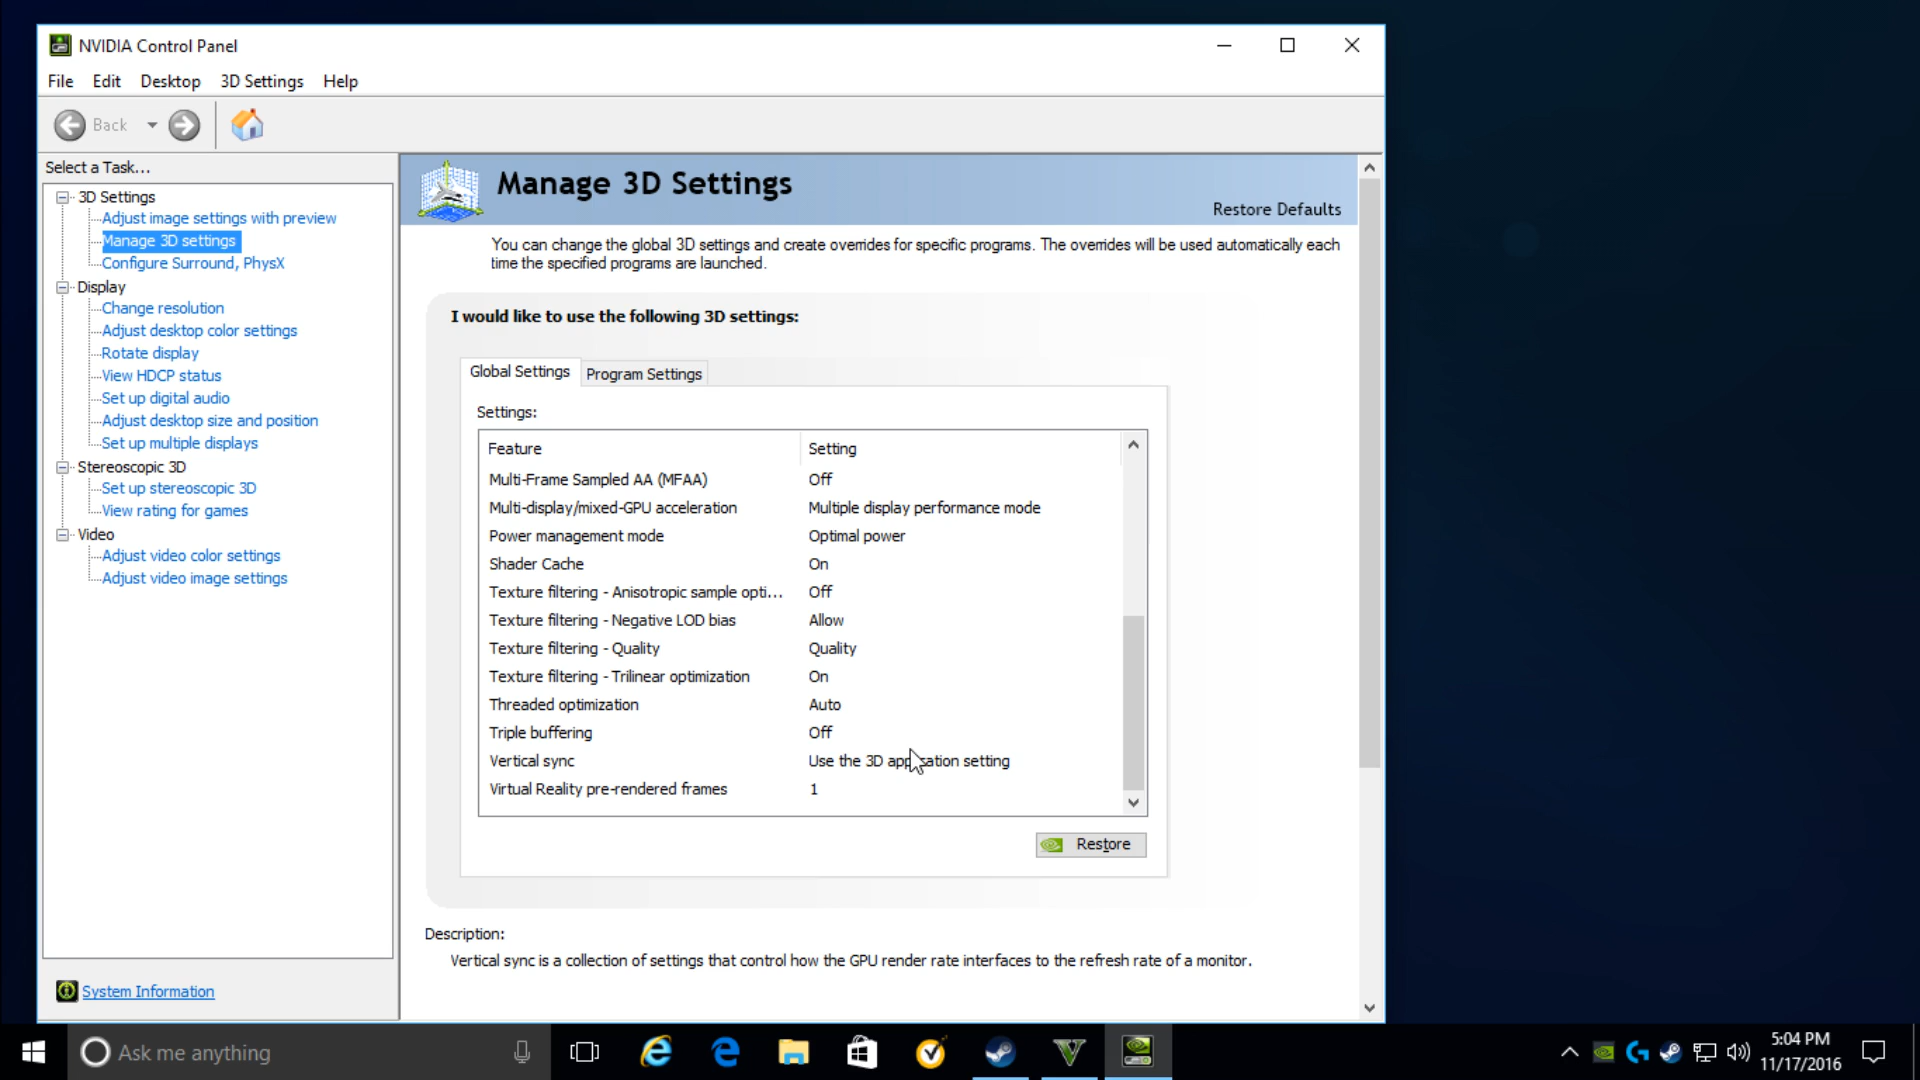 NVIDIA Control Panel
File Edit Desktop 3D Settings Help
Back
Select a Task...
3D Settings
Adjust image settings with preview
Manage 3D settings
Configure Surround, PhysX
Display
Change resolution
Adjust desktop color settings
Rotate display
View HDCP status
Set up digital audio
Adjust desktop size and position
Set up multiple displays
Stereoscopic 3D
Set up stereoscopic 3D
View rating for games
Video
Adjust video color settings
Adjust video image settings
System Information
Manage 3D Settings
Restore Defaults
You can change the global 3D settings and create overrides for specific programs. The overrides will be used automatically each
time the specified programs are launched.
I would like to use the following 3D settings:
Global Settings Program Settings
Settings:
Feature Setting
Multi-Frame Sampled AA (MFAA) Off
Multi-display/mixed-GPU acceleration Multiple display performance mode
Power management mode Optimal power
Shader Cache On
Texture filtering - Anisotropic sample opti... Off
Texture filtering - Negative LOD bias Allow
Texture filtering - Quality Quality
Texture filtering - Trilinear optimization On
Threaded optimization Auto
Triple buffering Off
Vertical sync Use the 3D application setting
Virtual Reality pre-rendered frames 1
Restore
Description:
Vertical sync is a collection of settings that control how the GPU render rate interfaces to the refresh rate of a monitor.
Ask me anything
5:04 PM
11/17/2016